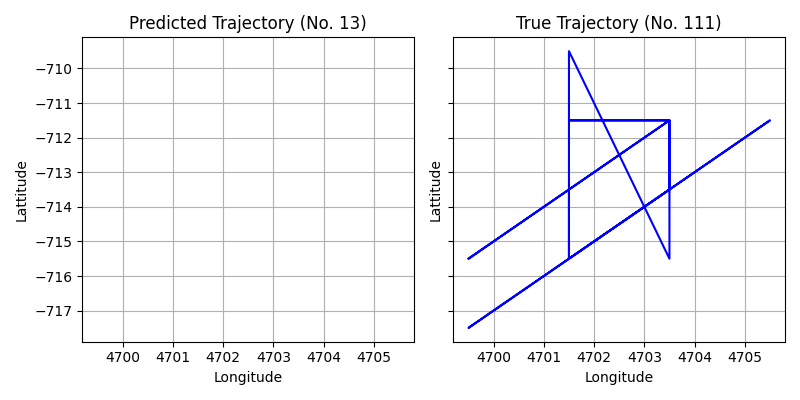 Predicted Trajectory (No. 13)
True Trajectory (No. 111)
−710
−711
−712
−713
−714
−715
−716
−717
Lattitude
Lattitude
4700 4701 4702 4703 4704 4705
4700 4701 4702 4703 4704 4705
Longitude
Longitude